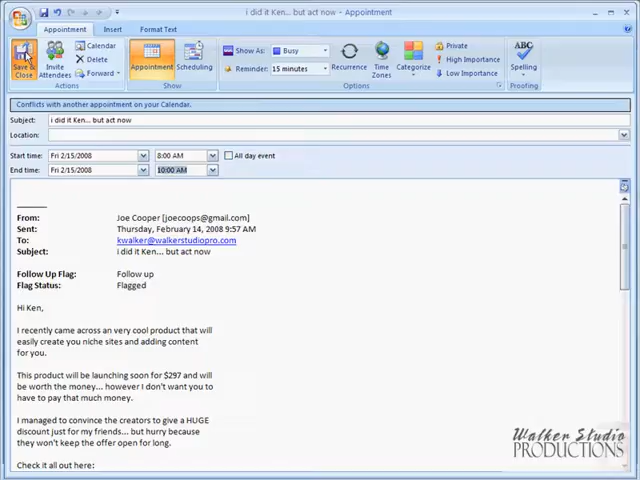 i did it Ken... but act now - Appointment
Appointment Insert Format Text
Save & Close
Invite Attendees
Calendar
Delete
Forward
Actions
Appointment
Scheduling
Show
Show As: Busy
Reminder: 15 minutes
Recurrence
Time Zones
Categorize
Private
High Importance
Low Importance
Options
ABC
Spelling
Proofing
Conflicts with another appointment on your Calendar.
Subject: i did it Ken... but act now
Location:
Start time: Fri 2/15/2008 8:00 AM All day event
End time: Fri 2/15/2008 10:00 AM
From: Joe Cooper [joecoops@gmail.com]
Sent: Thursday, February 14, 2008 9:57 AM
To: kwalker@walkerstudiopro.com
Subject: i did it Ken... but act now
Follow Up Flag: Follow up
Flag Status: Flagged
Hi Ken,
I recently came across an very cool product that will
easily create you niche sites and adding content
for you.
This product will be launching soon for $297 and will
be worth the money... however I don't want you to
have to pay that much money.
I managed to convince the creators to give a HUGE
discount just for my friends... but hurry because
they won't keep the offer open for long.
Check it all out here:
Walker Studio
PRODUCTIONS